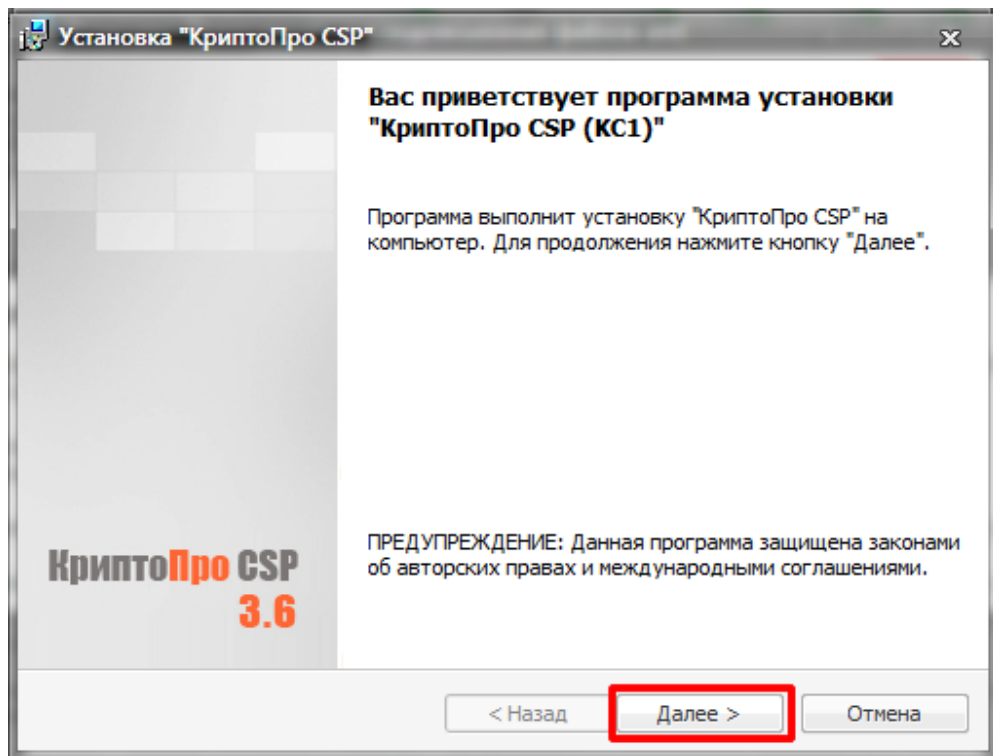 Установка "КриптоПро CSP"
Вас приветствует программа установки
"КриптоПро CSP (КС1)"
Программа выполнит установку "КриптоПро CSP" на
компьютер. Для продолжения нажмите кнопку "Далее".
ПРЕДУПРЕЖДЕНИЕ: Данная программа защищена законами
об авторских правах и международными соглашениями.
КриптоПро CSP
3.6
< Назад
Далее >
Отмена